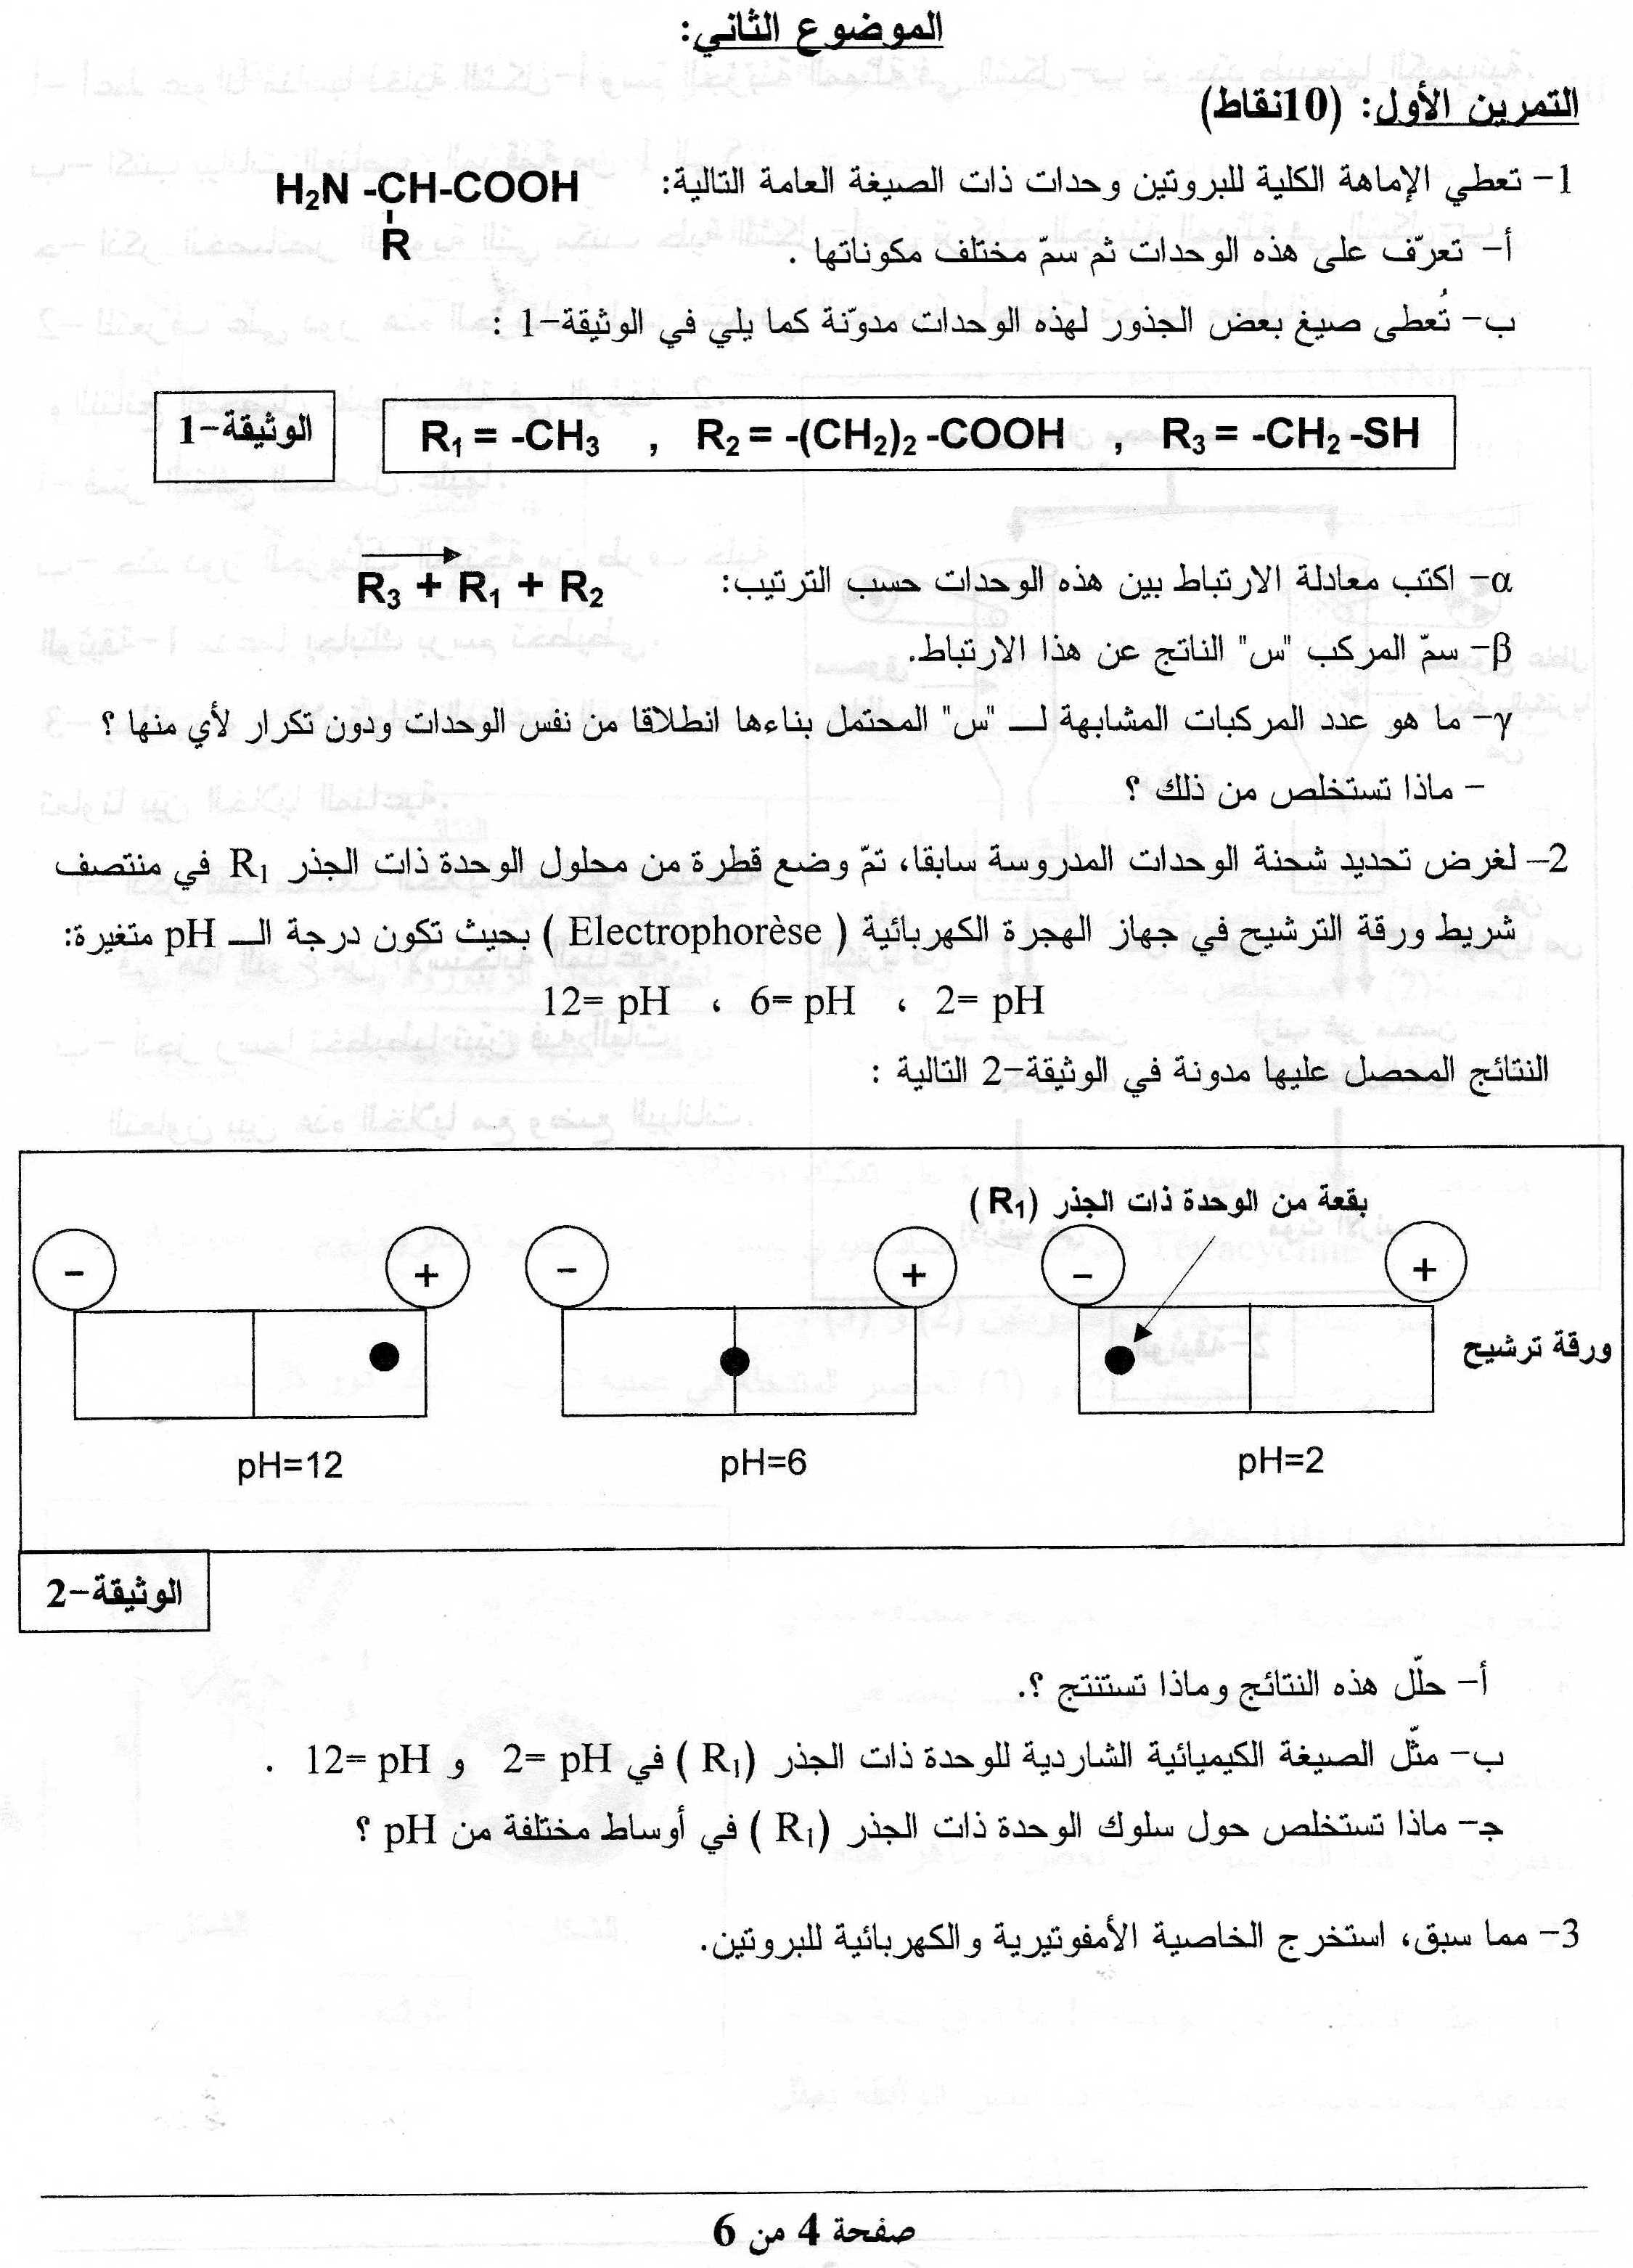 الموضوع الثاني:
التمرين الأول: (10نقاط)
1- تعطي الإماهة الكلية للبروتين وحدات ذات الصيغة العامة التالية: H₂N -CH-COOH
R
أ- تعرّف على هذه الوحدات ثم سمّ مختلف مكوناتها .
ب- تُعطى صيغ بعض الجذور لهذه الوحدات مدوّنة كما يلي في الوثيقة-1 :
الوثيقة-1
R₁ = -CH₃ , R₂ = -(CH₂)₂ -COOH , R₃ = -CH₂ -SH
α- اكتب معادلة الارتباط بين هذه الوحدات حسب الترتيب: R₃ + R₁ + R₂
β- سمّ المركب "س" الناتج عن هذا الارتباط.
γ- ما هو عدد المركبات المشابهة لـ "س" المحتمل بناءها انطلاقا من نفس الوحدات ودون تكرار لأي منها ؟
- ماذا تستخلص من ذلك ؟
2- لغرض تحديد شحنة الوحدات المدروسة سابقا، تمّ وضع قطرة من محلول الوحدة ذات الجذر R₁ في منتصف
شريط ورقة الترشيح في جهاز الهجرة الكهربائية ( Electrophorèse ) بحيث تكون درجة الـ pH متغيرة:
2= pH ، 6= pH ، 12= pH
النتائج المحصل عليها مدونة في الوثيقة-2 التالية :
بقعة من الوحدة ذات الجذر (R₁ )
− + − + − +
ورقة ترشيح
pH=12 pH=6 pH=2
الوثيقة-2
أ- حلّل هذه النتائج وماذا تستنتج ؟.
ب- مثّل الصيغة الكيميائية الشاردية للوحدة ذات الجذر (R₁ ) في 2= pH و 12= pH .
جـ- ماذا تستخلص حول سلوك الوحدة ذات الجذر (R₁ ) في أوساط مختلفة من pH ؟
3- مما سبق، استخرج الخاصية الأمفوتيرية والكهربائية للبروتين.
صفحة 4 من 6